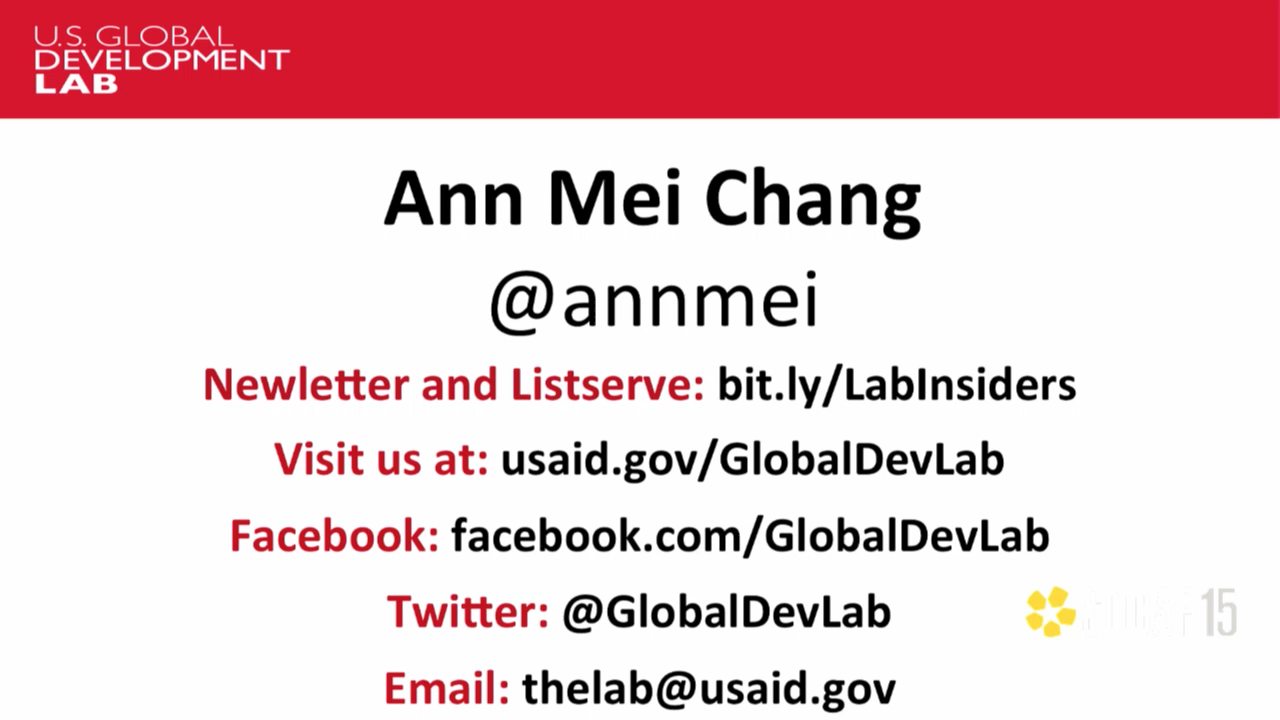 U.S. GLOBAL
DEVELOPMENT
LAB
Ann Mei Chang
@annmei
Newletter and Listserve: bit.ly/LabInsiders
Visit us at: usaid.gov/GlobalDevLab
Facebook: facebook.com/GlobalDevLab
Twitter: @GlobalDevLab
15
Email: thelab@usaid.gov